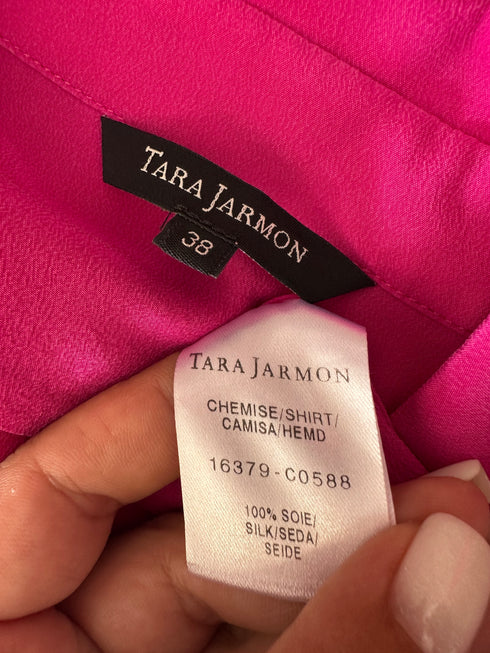 TARA JARMON
38
TARA JARMON
CHEMISE/SHIRT/
CAMISA/HEMD
16379-C0588
100% SOIE/
SILK/SEDA/
SEIDE